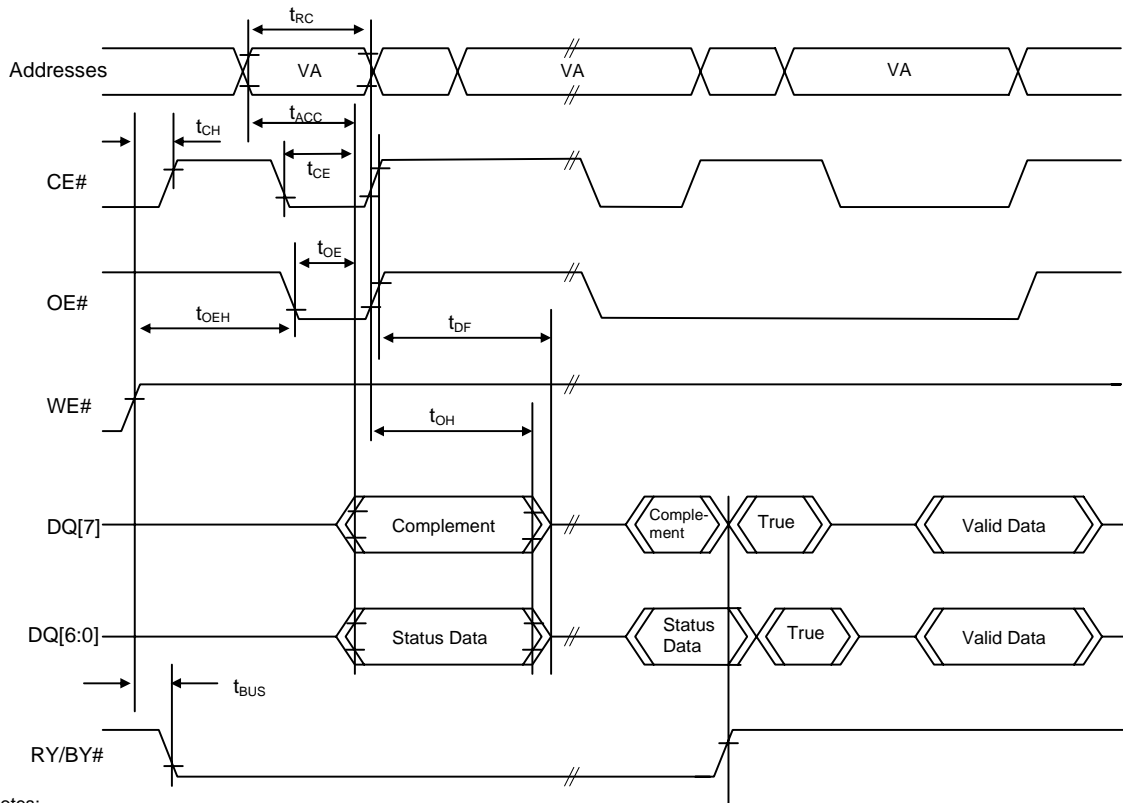 tRC
Addresses VA VA VA
tACC
tCH
tCE
CE#
tOE
OE#
tOEH
tDF
WE#
tOH
DQ[7] Complement Comple-
ment True Valid Data
DQ[6:0] Status Data Status
Data True Valid Data
tBUS
RY/BY#